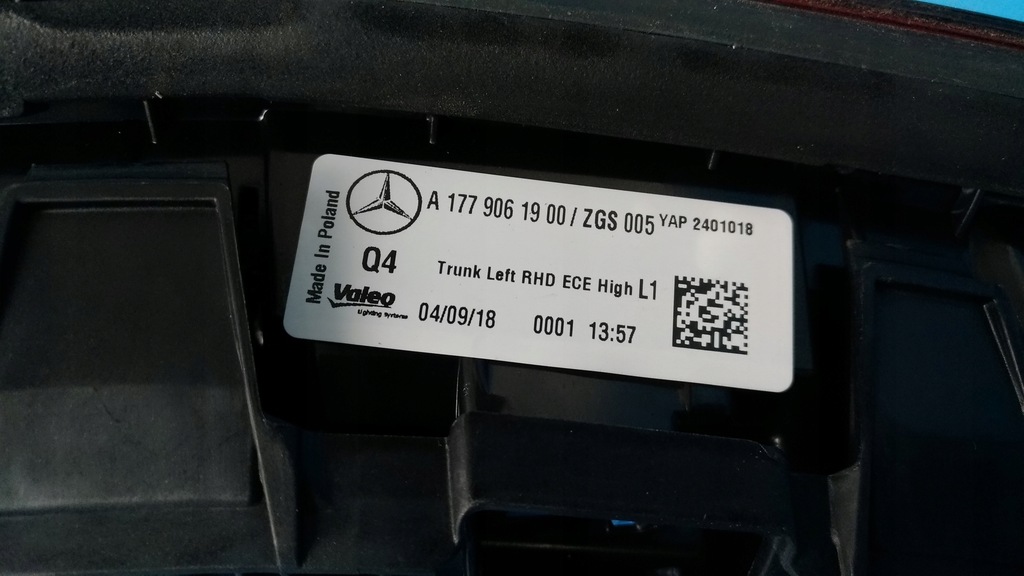 Made In Poland
A 177 906 19 00 / ZGS 005 YAP 2401018
Q4
Trunk Left RHD ECE High L1
Valeo
Lighting Systems
04/09/18 0001 13:57